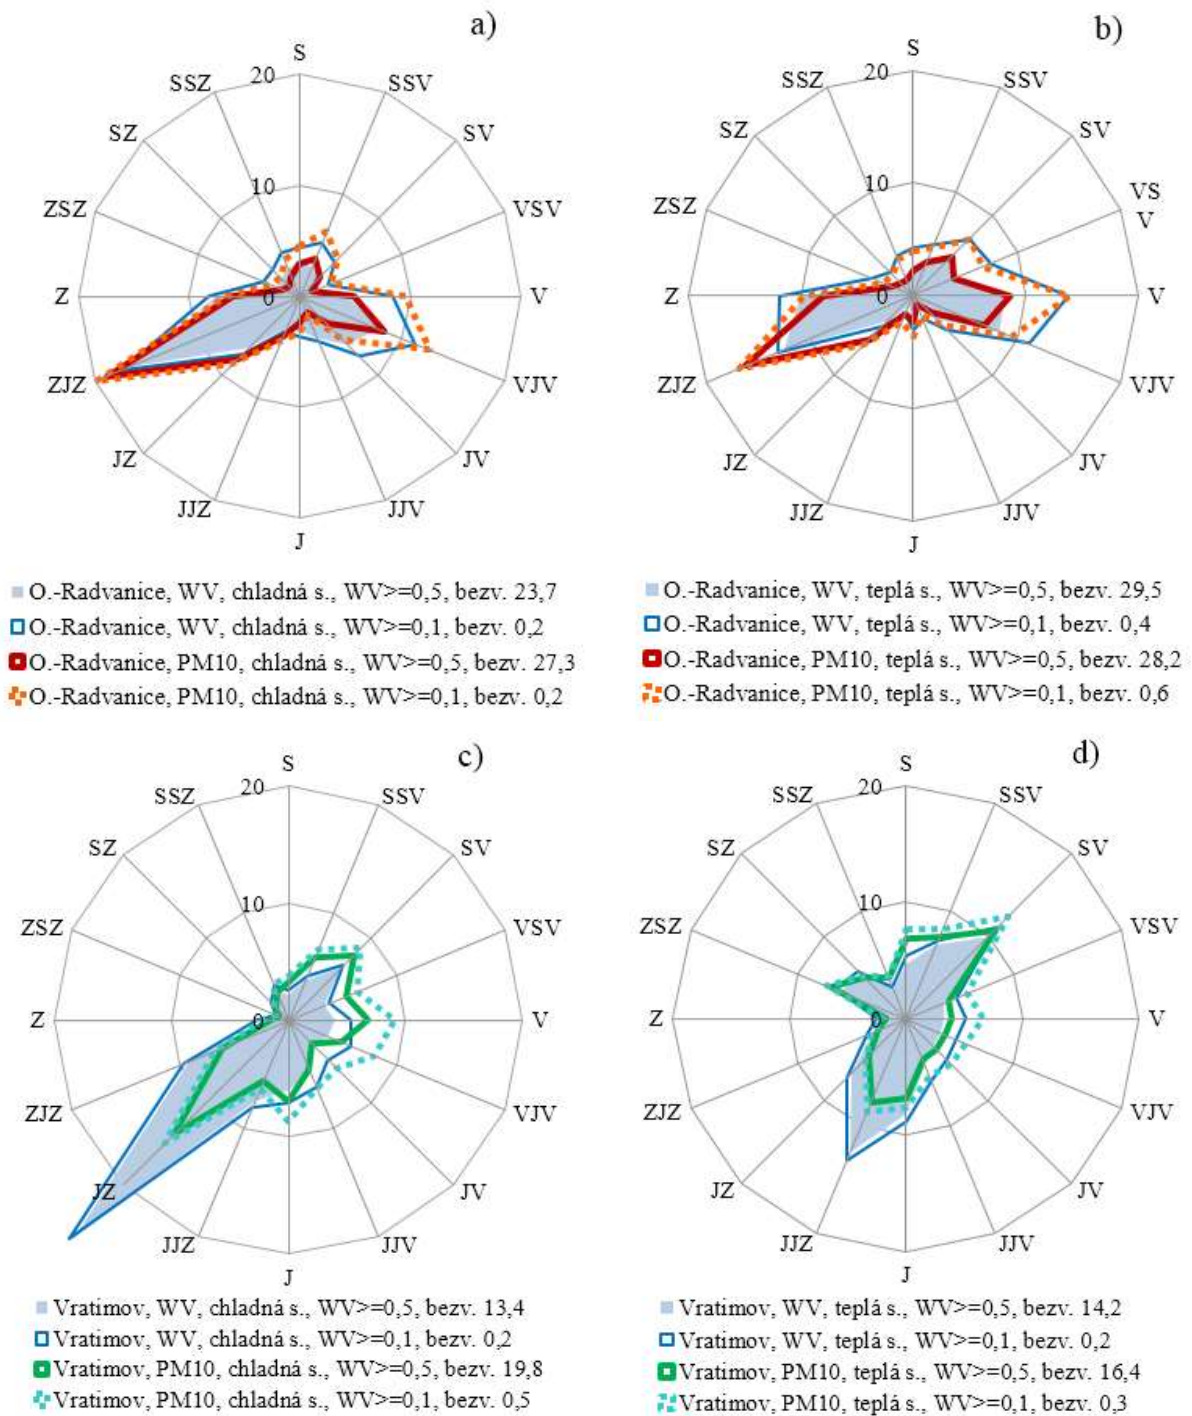 a)
S
20
SSV
SSZ
SV
SZ
10
VSV
ZSZ
Z
0
V
ZJZ
VJV
JZ
JV
JJZ
JJV
J
O.-Radvanice, WV, chladná s., WV>=0,5, bezv. 23,7
O.-Radvanice, WV, chladná s., WV>=0,1, bezv. 0,2
O.-Radvanice, PM10, chladná s., WV>=0,5, bezv. 27,3
O.-Radvanice, PM10, chladná s., WV>=0,1, bezv. 0,2
b)
S
20
SSV
SSZ
SV
SZ
10
VS
V
ZSZ
Z
0
V
ZJZ
VJV
JZ
JV
JJZ
JJV
J
O.-Radvanice, WV, teplá s., WV>=0,5, bezv. 29,5
O.-Radvanice, WV, teplá s., WV>=0,1, bezv. 0,4
O.-Radvanice, PM10, teplá s., WV>=0,5, bezv. 28,2
O.-Radvanice, PM10, teplá s., WV>=0,1, bezv. 0,6
c)
S
20
SSV
SSZ
SV
SZ
10
VSV
ZSZ
Z
0
V
ZJZ
VJV
JZ
JV
JJZ
JJV
J
Vratimov, WV, chladná s., WV>=0,5, bezv. 13,4
Vratimov, WV, chladná s., WV>=0,1, bezv. 0,2
Vratimov, PM10, chladná s., WV>=0,5, bezv. 19,8
Vratimov, PM10, chladná s., WV>=0,1, bezv. 0,5
d)
S
20
SSV
SSZ
SV
SZ
10
VSV
ZSZ
Z
0
V
ZJZ
VJV
JZ
JV
JJZ
JJV
J
Vratimov, WV, teplá s., WV>=0,5, bezv. 14,2
Vratimov, WV, teplá s., WV>=0,1, bezv. 0,2
Vratimov, PM10, teplá s., WV>=0,5, bezv. 16,4
Vratimov, PM10, teplá s., WV>=0,1, bezv. 0,3